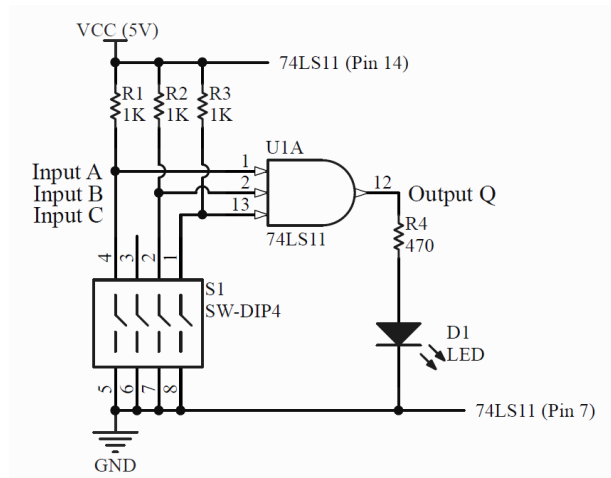 VCC (5V)
74LS11 (Pin 14)
R1
R2
R3
1K
1K
1K
U1A
Input A
1
Input B
2
12
Output Q
Input C
13
R4
74LS11
470
4
3
2
1
S1
SW-DIP4
D1
LED
5
6
7
8
74LS11 (Pin 7)
GND